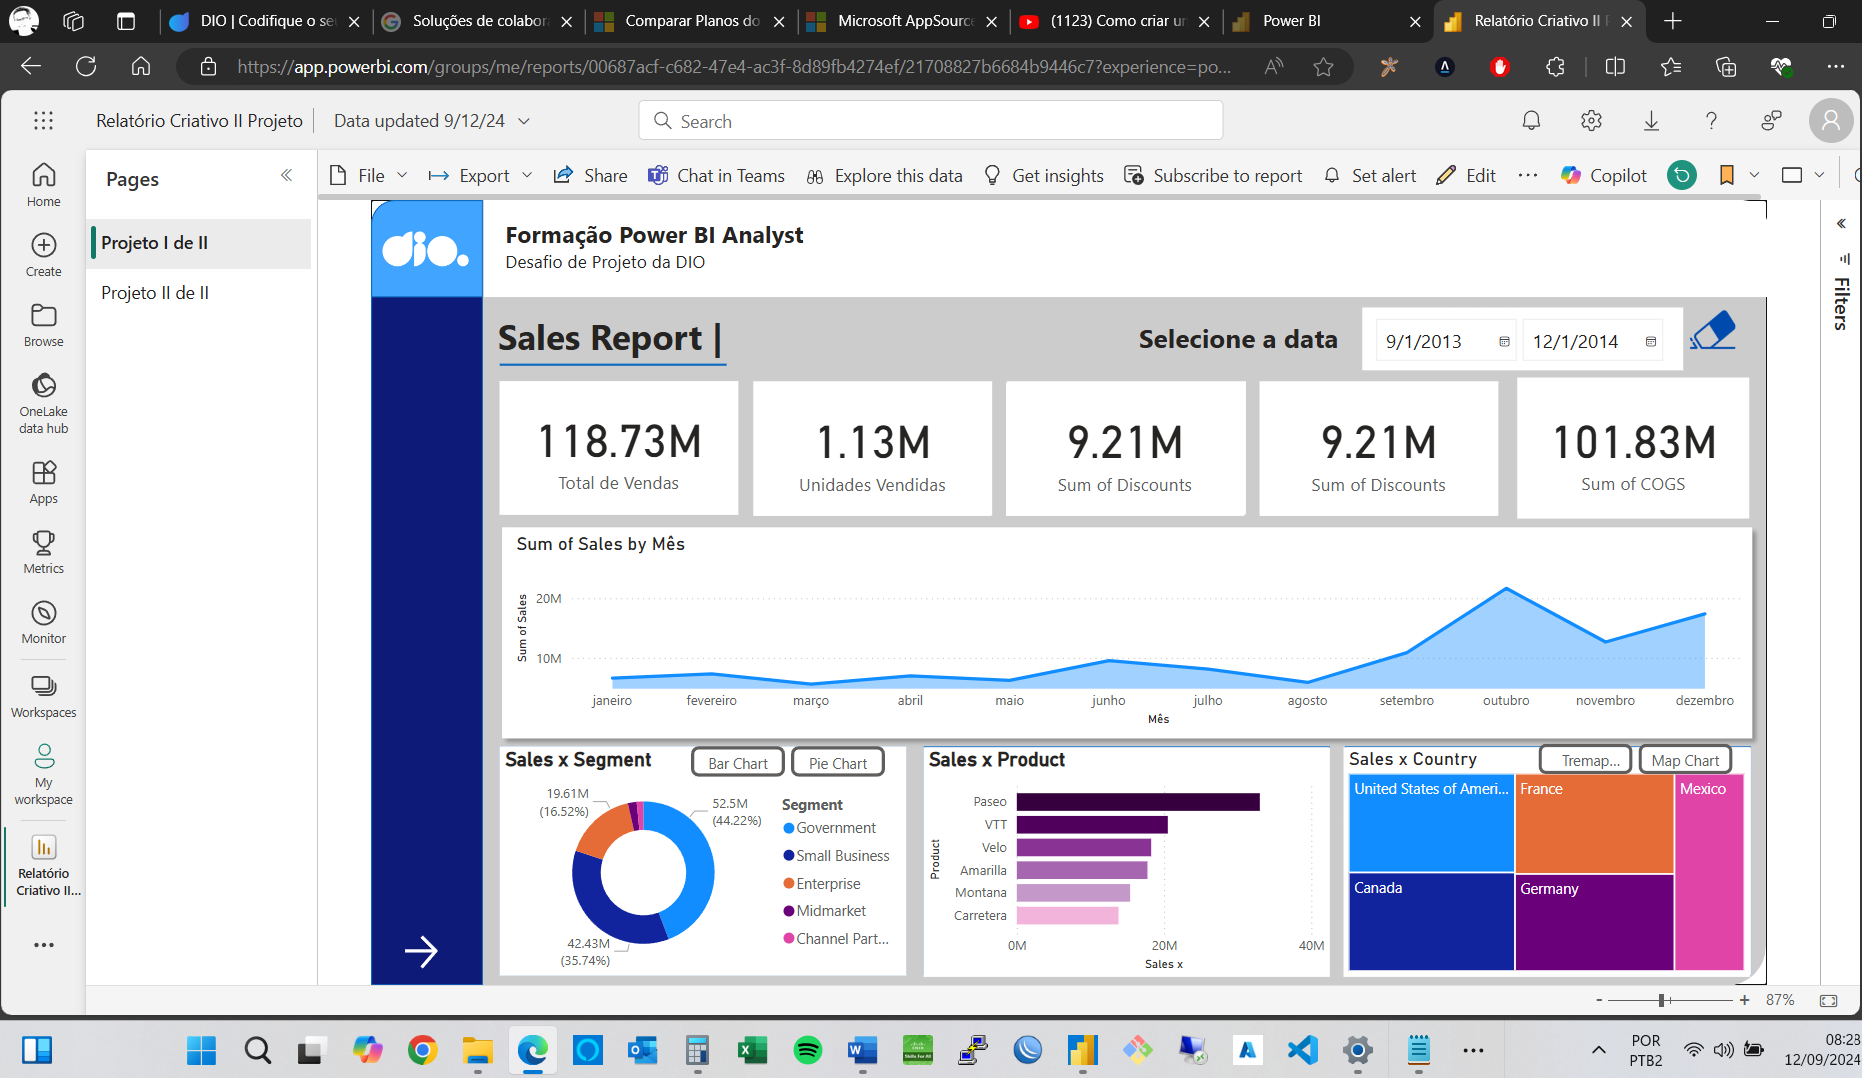 DIO | Codifique o seu
Soluções de colabora
Comparar Planos do
Microsoft AppSource
(1123) Como criar um
Power BI
Relatório Criativo II P
https://app.powerbi.com/groups/me/reports/00687acf-c682-47e4-ac3f-8d89fb4274ef/21708827b6684b9446c7?experience=po...
Relatório Criativo II Projeto
Data updated 9/12/24
Search
Home
Create
Browse
OneLake
data hub
Apps
Metrics
Monitor
Workspaces
My
workspace
Relatório
Criativo II...
Pages
Projeto I de II
Projeto II de II
File
Export
Share
Chat in Teams
Explore this data
Get insights
Subscribe to report
Set alert
Edit
Copilot
Filters
dio.
Formação Power BI Analyst
Desafio de Projeto da DIO
Sales Report |
Selecione a data
9/1/2013
12/1/2014
118.73M
Total de Vendas
1.13M
Unidades Vendidas
9.21M
Sum of Discounts
9.21M
Sum of Discounts
101.83M
Sum of COGS
Sum of Sales by Mês
Sum of Sales
20M
10M
janeiro fevereiro março abril maio junho julho agosto setembro outubro novembro dezembro
Mês
Sales x Segment
Bar Chart
Pie Chart
19.61M
(16.52%)
52.5M
(44.22%)
42.43M
(35.74%)
Segment
Government
Small Business
Enterprise
Midmarket
Channel Part...
Sales x Product
Product
Paseo
VTT
Velo
Amarilla
Montana
Carretera
0M 20M 40M
Sales x
Sales x Country
Tremap...
Map Chart
United States of Ameri...
France
Mexico
Canada
Germany
- + 87%
POR
PTB2
08:28
12/09/2024